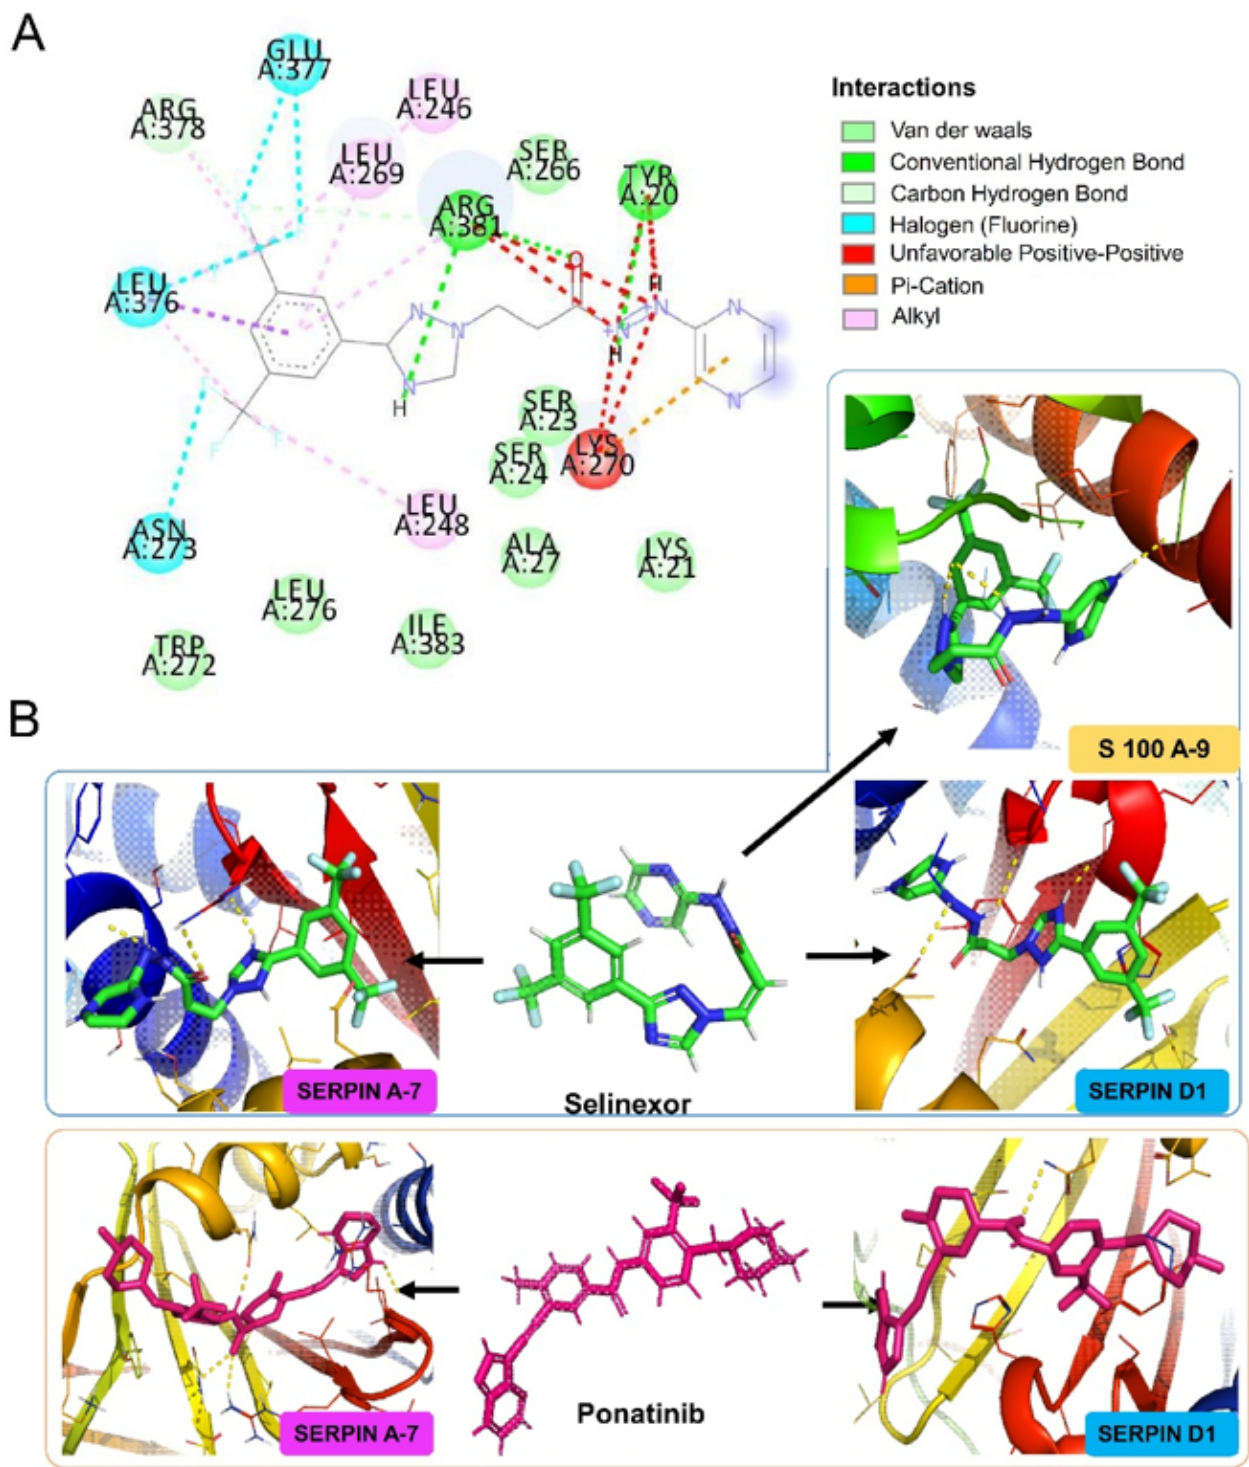 A
GLU
A:377
LEU
A:246
ARG
A:378
LEU
A:269
SER
A:266
ARG
A:381
TYR
A:20
LEU
A:376
O
H
N
N
N
N
N
N
N
H
H
N
F
F
F
SER
A:23
SER
A:24
LYS
A:270
LEU
A:248
ASN
A:273
ALA
A:27
LYS
A:21
LEU
A:276
ILE
A:383
TRP
A:272
Interactions
Van der waals
Conventional Hydrogen Bond
Carbon Hydrogen Bond
Halogen (Fluorine)
Unfavorable Positive-Positive
Pi-Cation
Alkyl
B
S 100 A-9
SERPIN A-7
Selinexor
SERPIN D1
SERPIN A-7
Ponatinib
SERPIN D1